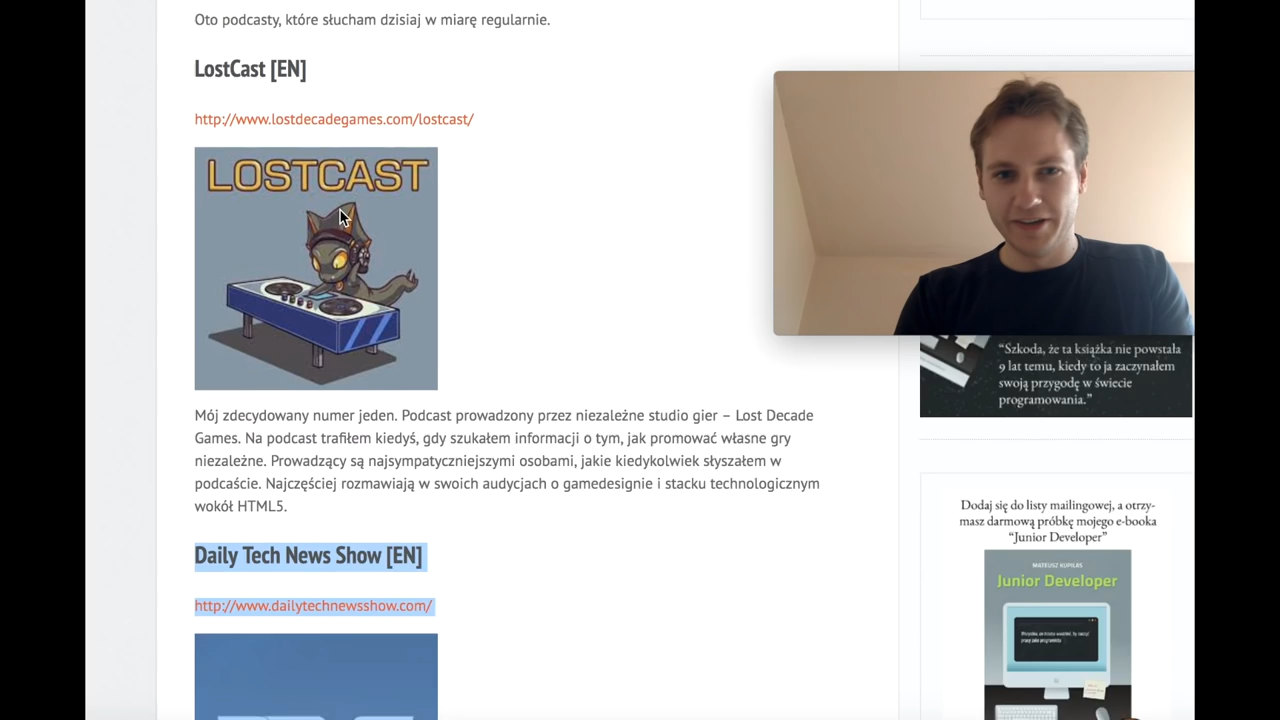 Oto podcasty, które słucham dzisiaj w miarę regularnie.
LostCast [EN]
http://www.lostdecadegames.com/lostcast/
LOSTCAST
Mój zdecydowany numer jeden. Podcast prowadzony przez niezależne studio gier – Lost Decade
Games. Na podcast trafiłem kiedyś, gdy szukałem informacji o tym, jak promować własne gry
niezależne. Prowadzący są najsympatyczniejszymi osobami, jakie kiedykolwiek słyszałem w
podcaście. Najczęściej rozmawiają w swoich audycjach o gamedesignie i stacku technologicznym
wokół HTML5.
Daily Tech News Show [EN]
http://www.dailytechnewsshow.com/
“Szkoda, że ta książka nie powstała
9 lat temu, kiedy to ja zaczynałem
swoją przygodę w świecie
programowania.”
Dodaj się do listy mailingowej, a otrzy-
masz darmową próbkę mojego e-booka
“Junior Developer”
MATEUSZ KUPILAS
Junior Developer